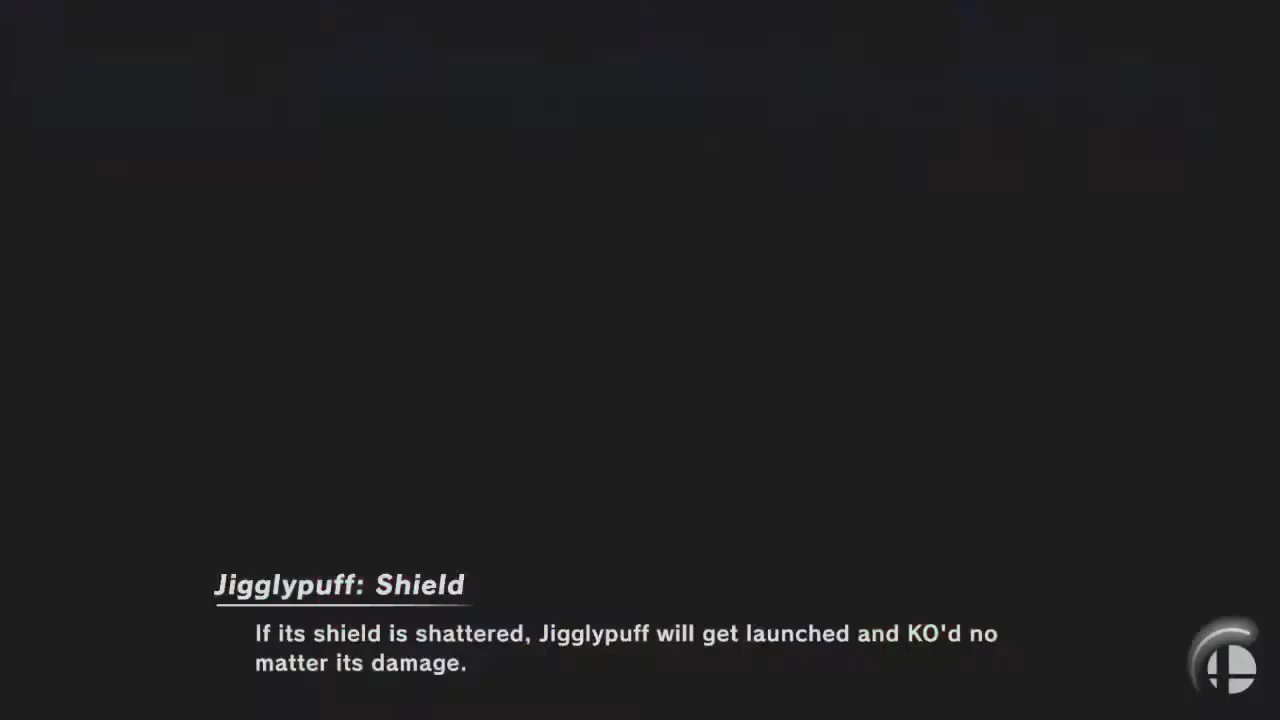 Jigglypuff: Shield
If its shield is shattered, Jigglypuff will get launched and KO'd no
matter its damage.